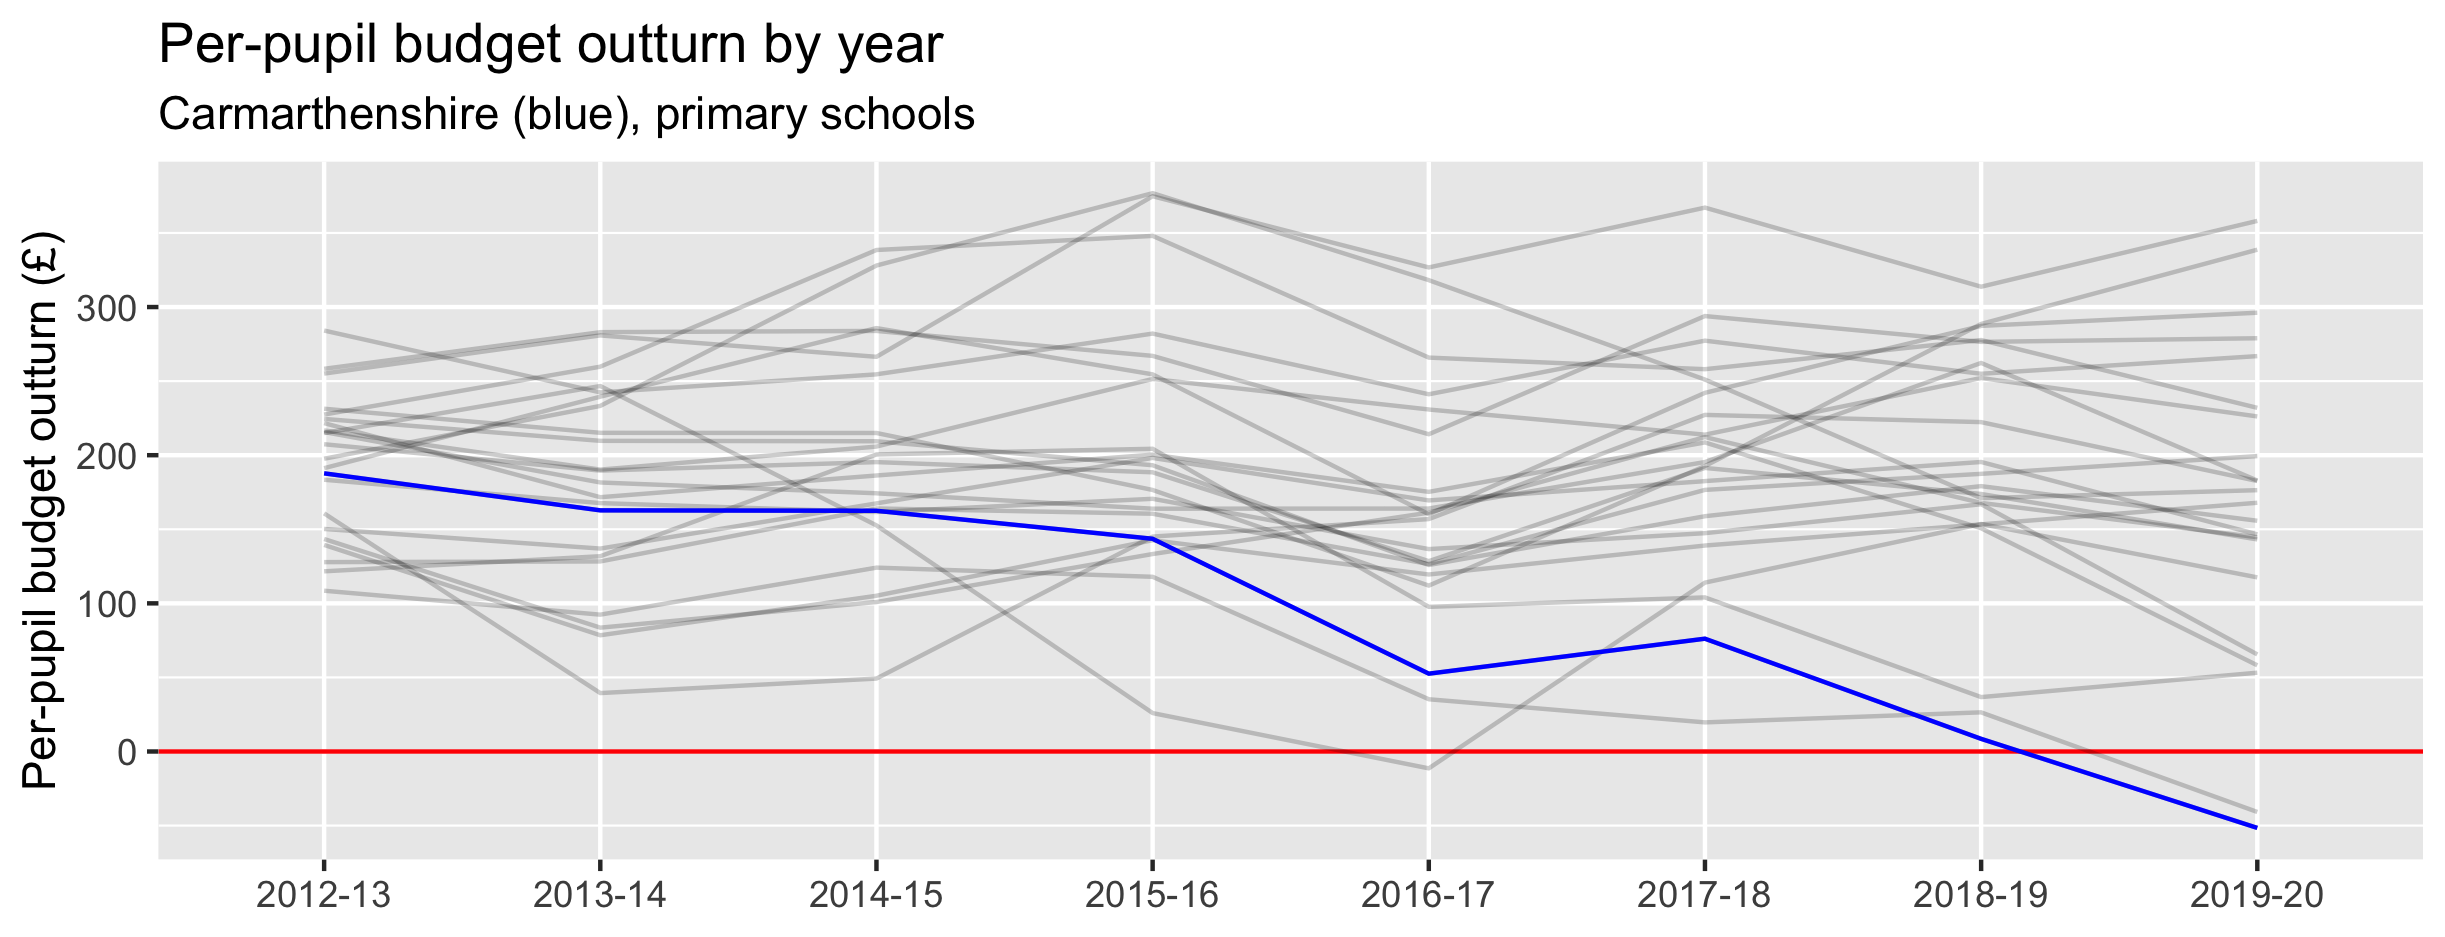 Per-pupil budget outturn by year
Carmarthenshire (blue), primary schools
Per-pupil budget outturn (£)
300
200
100
0
2012-13 2013-14 2014-15 2015-16 2016-17 2017-18 2018-19 2019-20